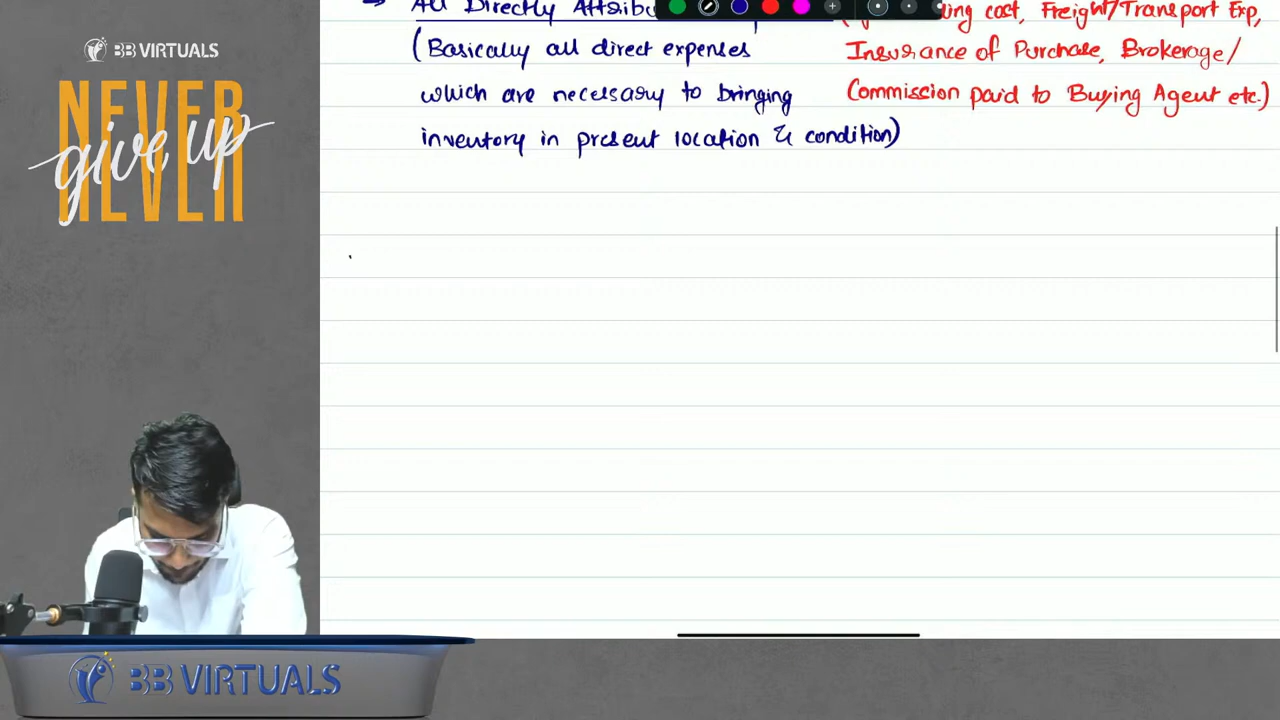 BB VIRTUALS
NEVER
give up
NEVER
All Directly
(Basically all direct expenses
which are necessary to bringing
inventory in present location & condition)
cost, Freight/Transport Exp,
Insurance of Purchase, Brokerage/
Commission paid to Buying Agent etc.)
BB VIRTUALS